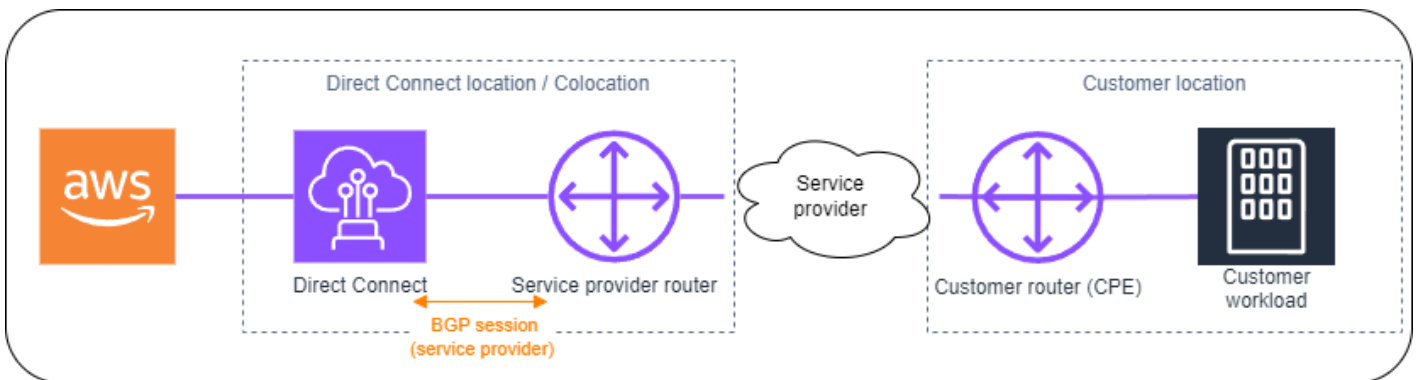 Direct Connect location / Colocation
Customer location
aws
Service
provider
Direct Connect
Service provider router
Customer router (CPE)
Customer
workload
BGP session
(service provider)